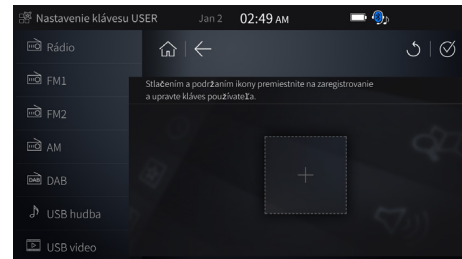 Nastavenie klávesu USER
Jan 2
02:49 AM
Rádio
FM1
FM2
AM
DAB
USB hudba
USB video
Stlačením a podržaním ikony premiestnite na zaregistrovanie
a upravte kláves používateľa.